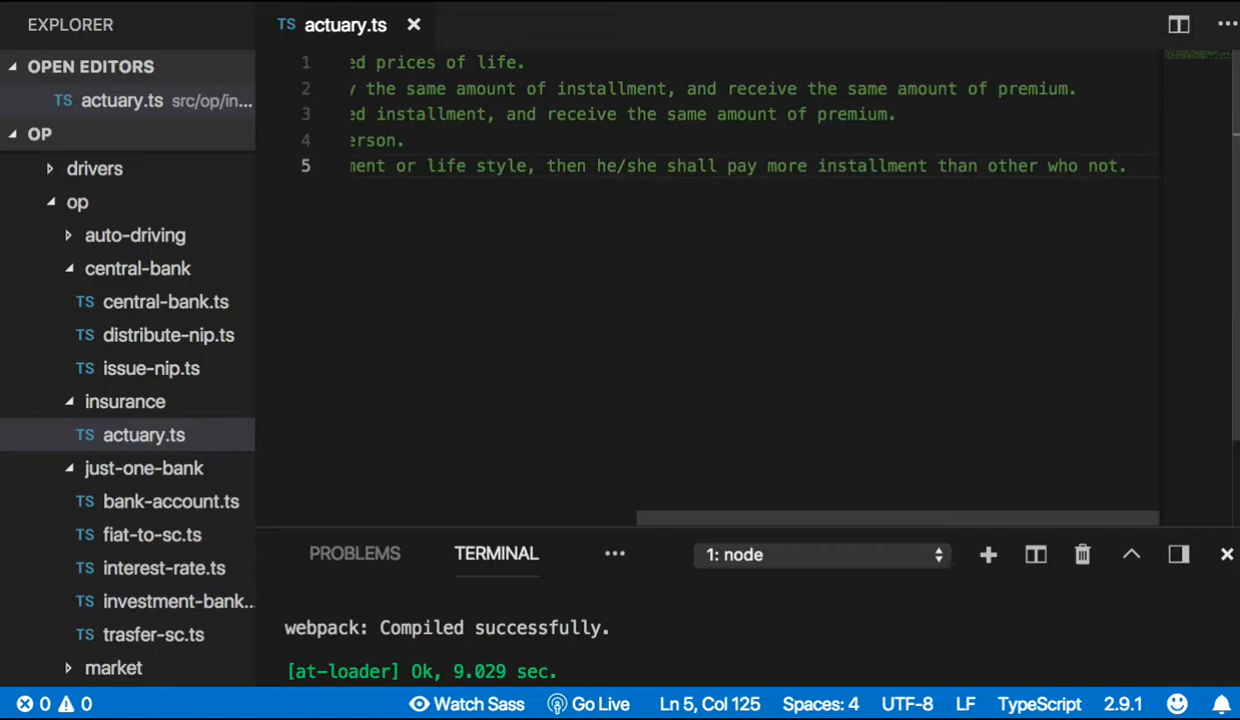 EXPLORER
TS actuary.ts
OPEN EDITORS
TS actuary.ts src/op/in...
OP
drivers
op
auto-driving
central-bank
TS central-bank.ts
TS distribute-nip.ts
TS issue-nip.ts
insurance
TS actuary.ts
just-one-bank
TS bank-account.ts
TS fiat-to-sc.ts
TS interest-rate.ts
TS investment-bank...
TS trasfer-sc.ts
market
1 ed prices of life.
2 y the same amount of installment, and receive the same amount of premium.
3 ed installment, and receive the same amount of premium.
4 erson.
5 ment or life style, then he/she shall pay more installment than other who not.
PROBLEMS TERMINAL ... 1: node
webpack: Compiled successfully.
[at-loader] Ok, 9.029 sec.
0 0 Watch Sass Go Live Ln 5, Col 125 Spaces: 4 UTF-8 LF TypeScript 2.9.1